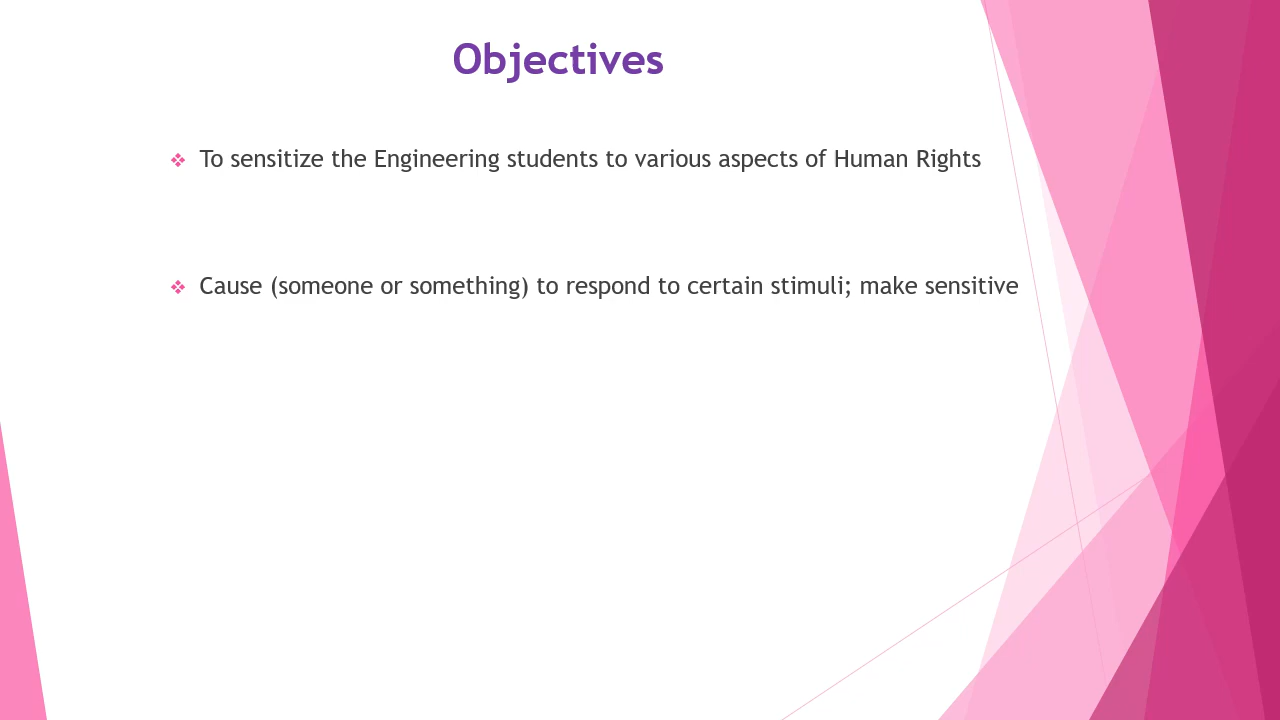 Objectives
To sensitize the Engineering students to various aspects of Human Rights
Cause (someone or something) to respond to certain stimuli; make sensitive